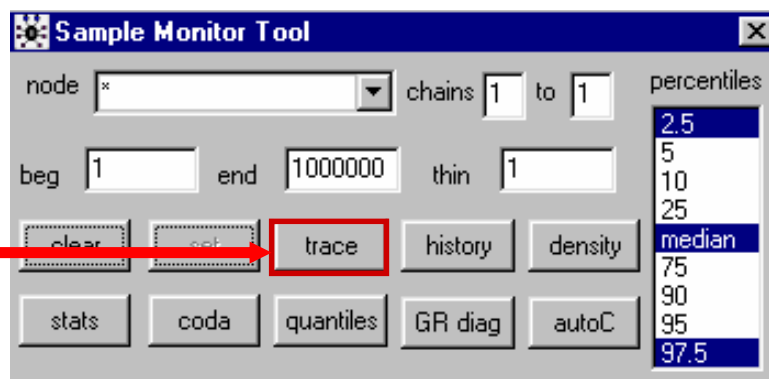 Sample Monitor Tool
node * chains 1 to 1 percentiles
2.5
5
10
25
median
75
90
95
97.5
beg 1 end 1000000 thin 1
clear set trace history density
stats coda quantiles GR diag autoC